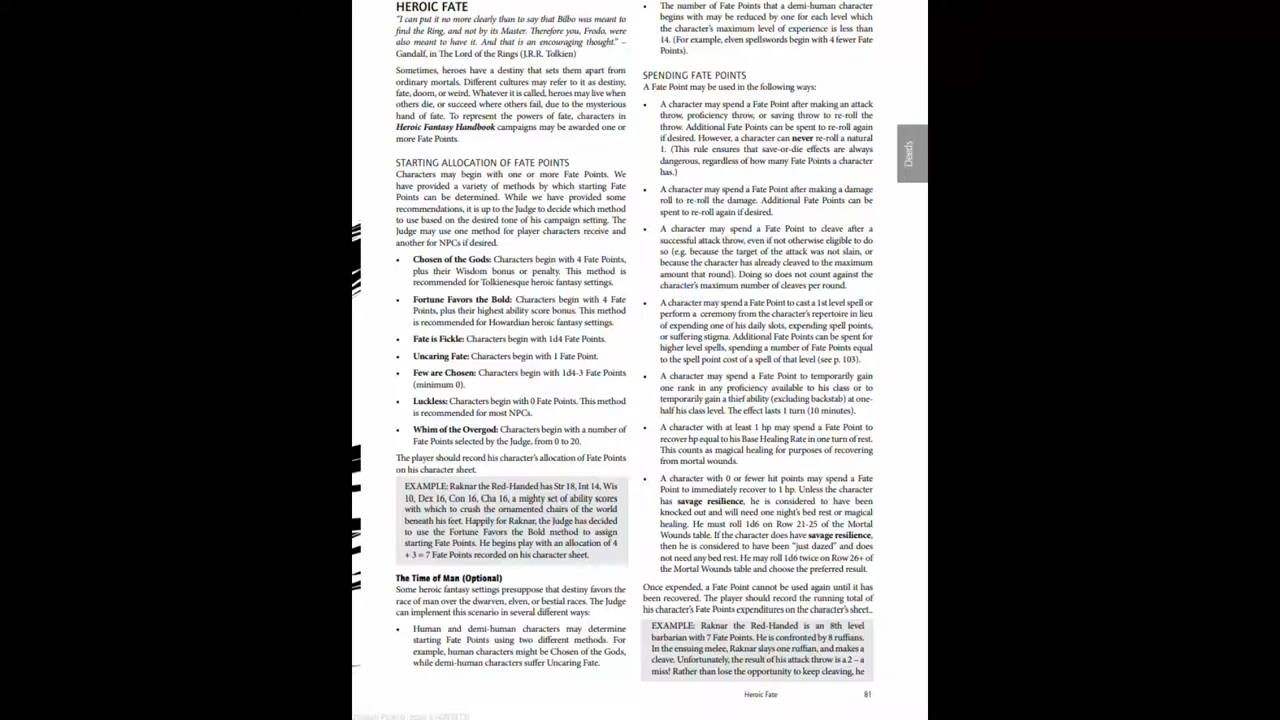 HEROIC FATE
"I can put it no more clearly than to say that Bilbo was meant to
find the Ring, and not by its Master. Therefore you, Frodo, were
also meant to have it. And that is an encouraging thought." –
Gandalf, in The Lord of the Rings (J.R.R. Tolkien)
Sometimes, heroes have a destiny that sets them apart from
ordinary mortals. Different cultures may refer to it as destiny,
fate, doom, or weird. Whatever it is called, heroes may live when
others die, or succeed where others fail, due to the mysterious
hand of fate. To represent the powers of fate, characters in
Heroic Fantasy Handbook campaigns may be awarded one or
more Fate Points.
STARTING ALLOCATION OF FATE POINTS
Characters may begin with one or more Fate Points. We
have provided a variety of methods by which starting Fate
Points can be determined. While we have provided some
recommendations, it is up to the Judge to decide which method
to use based on the desired tone of his campaign setting. The
Judge may use one method for player characters receive and
another for NPCs if desired.
• Chosen of the Gods: Characters begin with 4 Fate Points,
plus their Wisdom bonus or penalty. This method is
recommended for Tolkienesque heroic fantasy settings.
• Fortune Favors the Bold: Characters begin with 4 Fate
Points, plus their highest ability score bonus. This method
is recommended for Howardian heroic fantasy settings.
• Fate is Fickle: Characters begin with 1d4 Fate Points.
• Uncaring Fate: Characters begin with 1 Fate Point.
• Few are Chosen: Characters begin with 1d4-3 Fate Points
(minimum 0).
• Luckless: Characters begin with 0 Fate Points. This method
is recommended for most NPCs.
• Whim of the Overgod: Characters begin with a number of
Fate Points selected by the Judge, from 0 to 20.
The player should record his character's allocation of Fate Points
on his character sheet.
EXAMPLE: Raknar the Red-Handed has Str 18, Int 14, Wis
10, Dex 16, Con 16, Cha 16, a mighty set of ability scores
with which to crush the ornamented chairs of the world
beneath his feet. Happily for Raknar, the Judge has decided
to use the Fortune Favors the Bold method to assign
starting Fate Points. He begins play with an allocation of 4
+ 3 = 7 Fate Points recorded on his character sheet.
The Time of Man (Optional)
Some heroic fantasy settings presuppose that destiny favors the
race of man over the dwarven, elven, or bestial races. The Judge
can implement this scenario in several different ways:
• Human and demi-human characters may determine
starting Fate Points using two different methods. For
example, human characters might be Chosen of the Gods,
while demi-human characters suffer Uncaring Fate.
• The number of Fate Points that a demi-human character
begins with may be reduced by one for each level which
the character's maximum level of experience is less than
14. (For example, elven spellswords begin with 4 fewer Fate
Points).
SPENDING FATE POINTS
A Fate Point may be used in the following ways:
• A character may spend a Fate Point after making an attack
throw, proficiency throw, or saving throw to re-roll the
throw. Additional Fate Points can be spent to re-roll again
if desired. However, a character can never re-roll a natural
1. (This rule ensures that save-or-die effects are always
dangerous, regardless of how many Fate Points a character
has.)
• A character may spend a Fate Point after making a damage
roll to re-roll the damage. Additional Fate Points can be
spent to re-roll again if desired.
• A character may spend a Fate Point to cleave after a
successful attack throw, even if not otherwise eligible to do
so (e.g. because the target of the attack was not slain, or
because the character has already cleaved to the maximum
amount that round). Doing so does not count against the
character's maximum number of cleaves per round.
• A character may spend a Fate Point to cast a 1st level spell or
perform a ceremony from the character's repertoire in lieu
of expending one of his daily slots, expending spell points,
or suffering stigma. Additional Fate Points can be spent for
higher level spells, spending a number of Fate Points equal
to the spell point cost of a spell of that level (see p. 103).
• A character may spend a Fate Point to temporarily gain
one rank in any proficiency available to his class or to
temporarily gain a thief ability (excluding backstab) at one-
half his class level. The effect lasts 1 turn (10 minutes).
• A character with at least 1 hp may spend a Fate Point to
recover hp equal to his Base Healing Rate in one turn of rest.
This counts as magical healing for purposes of recovering
from mortal wounds.
• A character with 0 or fewer hit points may spend a Fate
Point to immediately recover to 1 hp. Unless the character
has savage resilience, he is considered to have been
knocked out and will need one night's bed rest or magical
healing. He must roll 1d6 on Row 21-25 of the Mortal
Wounds table. If the character does have savage resilience,
then he is considered to have been "just dazed" and does
not need any bed rest. He may roll 1d6 twice on Row 26+ of
the Mortal Wounds table and choose the preferred result.
Once expended, a Fate Point cannot be used again until it has
been recovered. The player should record the running total of
his character's Fate Points expenditures on the character's sheet..
EXAMPLE: Raknar the Red-Handed is an 8th level
barbarian with 7 Fate Points. He is confronted by 8 ruffians.
In the ensuing melee, Raknar slays one ruffian, and makes a
cleave. Unfortunately, the result of his attack throw is a 2 – a
miss! Rather than lose the opportunity to keep cleaving, he
Deeds
Heroic Fate 81